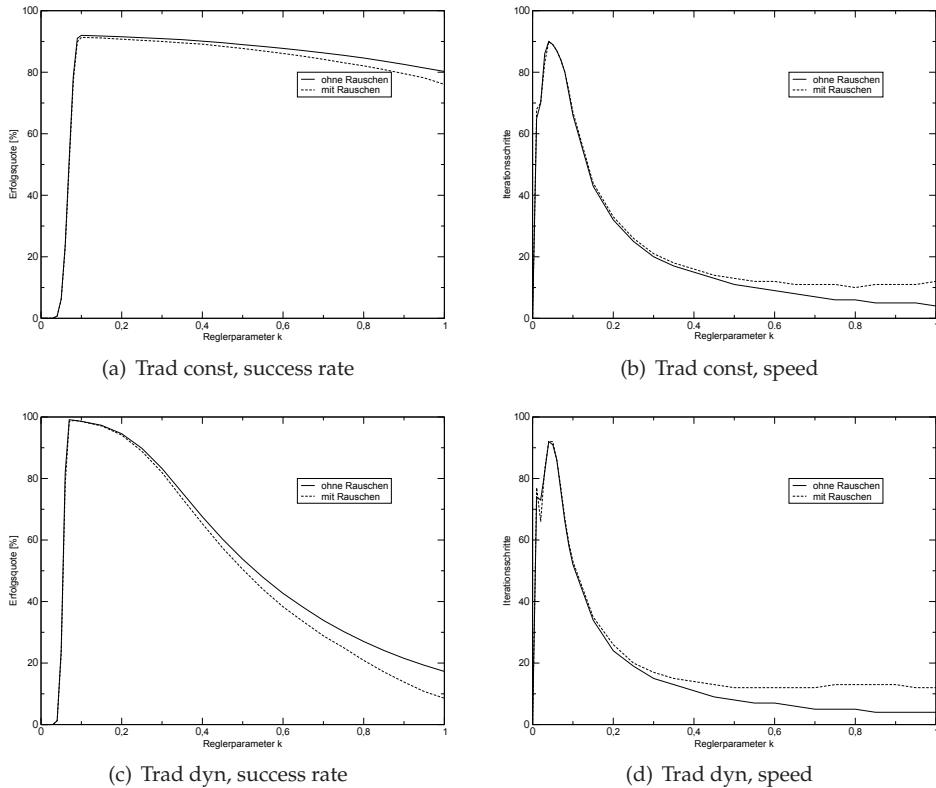 100
80
60
40
20
0
Erfolgsquote [%]
ohne Rauschen
mit Rauschen
0
0,2
0,4
0,6
0,8
1
Reglerparameter k
(a) Trad const, success rate
100
80
60
40
20
0
Iterationsschritte
ohne Rauschen
mit Rauschen
0
0.2
0.4
0.6
0.8
1
Reglerparameter k
(b) Trad const, speed
100
80
60
40
20
0
Erfolgsquote [%]
ohne Rauschen
mit Rauschen
0
0,2
0,4
0,6
0,8
1
Reglerparameter k
(c) Trad dyn, success rate
100
80
60
40
20
0
Iterationsschritte
ohne Rauschen
mit Rauschen
0
0.2
0.4
0.6
0.8
1
Reglerparameter k
(d) Trad dyn, speed